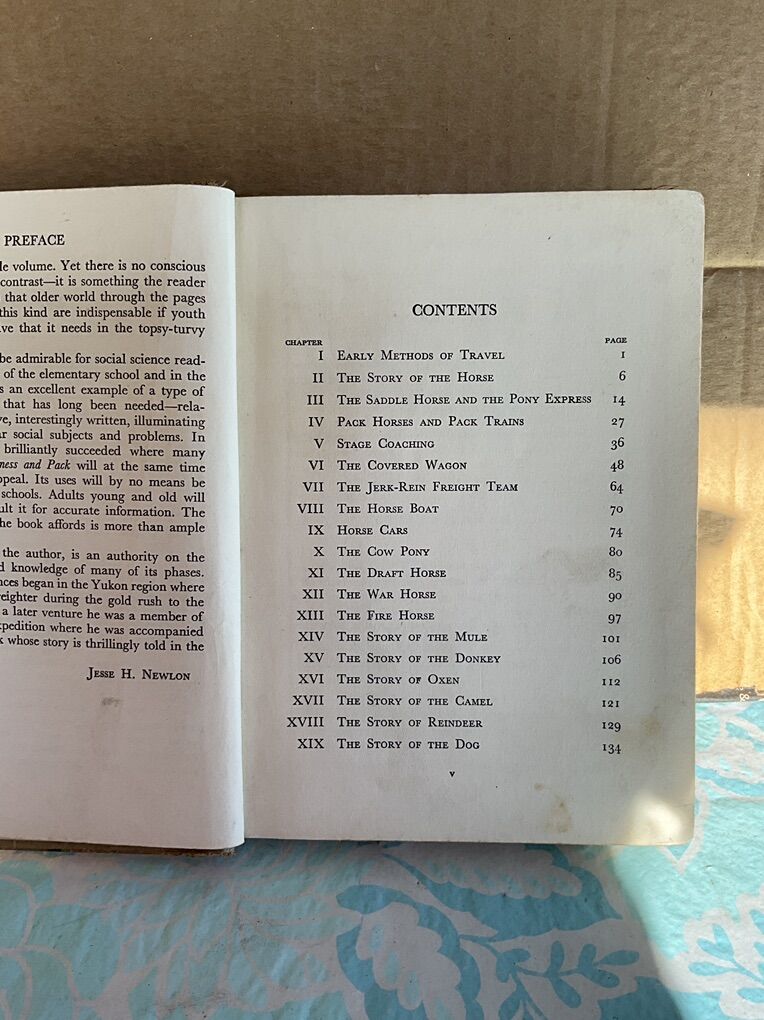 PREFACE
le volume. Yet there is no conscious
contrast—it is something the reader
that older world through the pages
this kind are indispensable if youth
ve that it needs in the topsy-turvy
be admirable for social science read-
of the elementary school and in the
s an excellent example of a type of
that has long been needed—rela-
ve, interestingly written, illuminating
r social subjects and problems. In
brilliantly succeeded where many
ness and Pack will at the same time
ppeal. Its uses will by no means be
schools. Adults young and old will
ult it for accurate information. The
he book affords is more than ample
the author, is an authority on the
d knowledge of many of its phases.
nces began in the Yukon region where
eighter during the gold rush to the
a later venture he was a member of
xpedition where he was accompanied
k whose story is thrillingly told in the
Jesse H. Newlon
CONTENTS
CHAPTER PAGE
I Early Methods of Travel 1
II The Story of the Horse 6
III The Saddle Horse and the Pony Express 14
IV Pack Horses and Pack Trains 27
V Stage Coaching 36
VI The Covered Wagon 48
VII The Jerk-Rein Freight Team 64
VIII The Horse Boat 70
IX Horse Cars 74
X The Cow Pony 80
XI The Draft Horse 85
XII The War Horse 90
XIII The Fire Horse 97
XIV The Story of the Mule 101
XV The Story of the Donkey 106
XVI The Story of Oxen 112
XVII The Story of the Camel 121
XVIII The Story of Reindeer 129
XIX The Story of the Dog 134
v